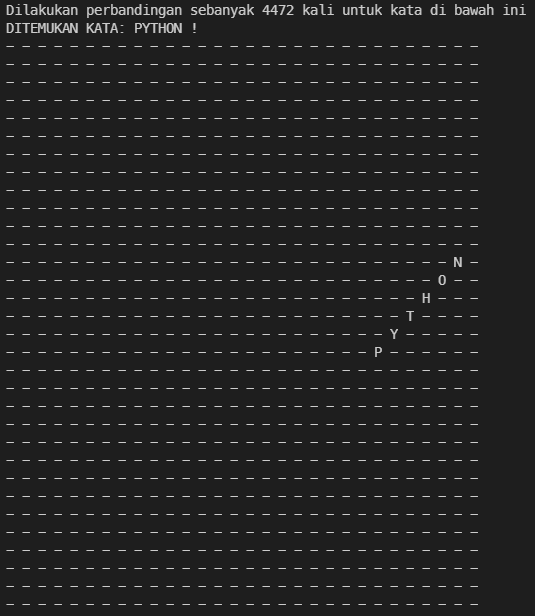 Dilakukan perbandingan sebanyak 4472 kali untuk kata di bawah ini
DITEMUKAN KATA: PYTHON !
- - - - - - - - - - - - - - - - - - - - - - - - - - - - - -
- - - - - - - - - - - - - - - - - - - - - - - - - - - - - -
- - - - - - - - - - - - - - - - - - - - - - - - - - - - - -
- - - - - - - - - - - - - - - - - - - - - - - - - - - - - -
- - - - - - - - - - - - - - - - - - - - - - - - - - - - - -
- - - - - - - - - - - - - - - - - - - - - - - - - - - - - -
- - - - - - - - - - - - - - - - - - - - - - - - - - - - - -
- - - - - - - - - - - - - - - - - - - - - - - - - - - - - -
- - - - - - - - - - - - - - - - - - - - - - - - - - - - - -
- - - - - - - - - - - - - - - - - - - - - - - - - - - - - -
- - - - - - - - - - - - - - - - - - - - - - - - - - - - - -
- - - - - - - - - - - - - - - - - - - - - - - - - - - - - -
- - - - - - - - - - - - - - - - - - - - - - - - - - - - N -
- - - - - - - - - - - - - - - - - - - - - - - - - - - O - -
- - - - - - - - - - - - - - - - - - - - - - - - - - H - - -
- - - - - - - - - - - - - - - - - - - - - - - - - T - - - -
- - - - - - - - - - - - - - - - - - - - - - - - Y - - - - -
- - - - - - - - - - - - - - - - - - - - - - - P - - - - - -
- - - - - - - - - - - - - - - - - - - - - - - - - - - - - -
- - - - - - - - - - - - - - - - - - - - - - - - - - - - - -
- - - - - - - - - - - - - - - - - - - - - - - - - - - - - -
- - - - - - - - - - - - - - - - - - - - - - - - - - - - - -
- - - - - - - - - - - - - - - - - - - - - - - - - - - - - -
- - - - - - - - - - - - - - - - - - - - - - - - - - - - - -
- - - - - - - - - - - - - - - - - - - - - - - - - - - - - -
- - - - - - - - - - - - - - - - - - - - - - - - - - - - - -
- - - - - - - - - - - - - - - - - - - - - - - - - - - - - -
- - - - - - - - - - - - - - - - - - - - - - - - - - - - - -
- - - - - - - - - - - - - - - - - - - - - - - - - - - - - -
- - - - - - - - - - - - - - - - - - - - - - - - - - - - - -
- - - - - - - - - - - - - - - - - - - - - - - - - - - - - -
- - - - - - - - - - - - - - - - - - - - - - - - - - - - - -